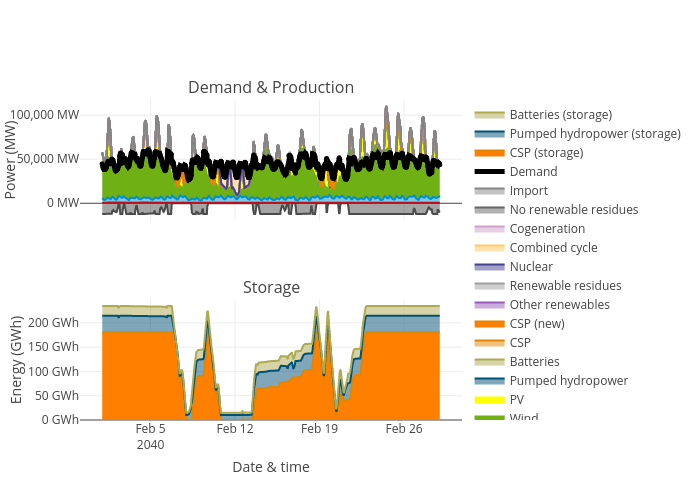 Demand & Production
100,000 MW
50,000 MW
0 MW
Power (MW)
Storage
200 GWh
150 GWh
100 GWh
50 GWh
0 GWh
Energy (GWh)
Feb 5
2040
Feb 12
Feb 19
Feb 26
Date & time
Batteries (storage)
Pumped hydropower (storage)
CSP (storage)
Demand
Import
No renewable residues
Cogeneration
Combined cycle
Nuclear
Renewable residues
Other renewables
CSP (new)
CSP
Batteries
Pumped hydropower
PV
Wind